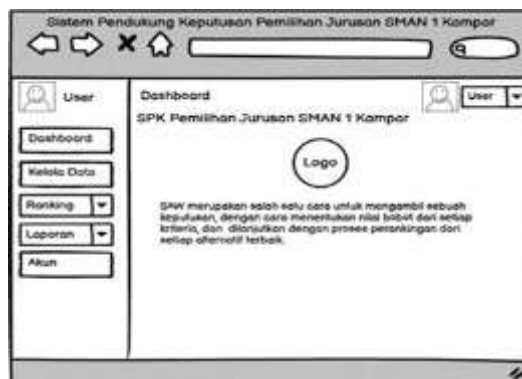 Sistem Pendukung Keputusan Pemilihan Jurusan SMAN 1 Kampar
User
Dashboard
Kelola Data
Ranking
Laporan
Akun
Dashboard
User
SPK Pemilihan Jurusan SMAN 1 Kampar
Logo
SAW merupakan salah satu cara untuk mengambil sebuah
keputusan, dengan cara menentukan nilai bobot dari setiap
kriteria, dan dilanjutkan dengan proses perankingan dari
setiap alternatif terbaik.